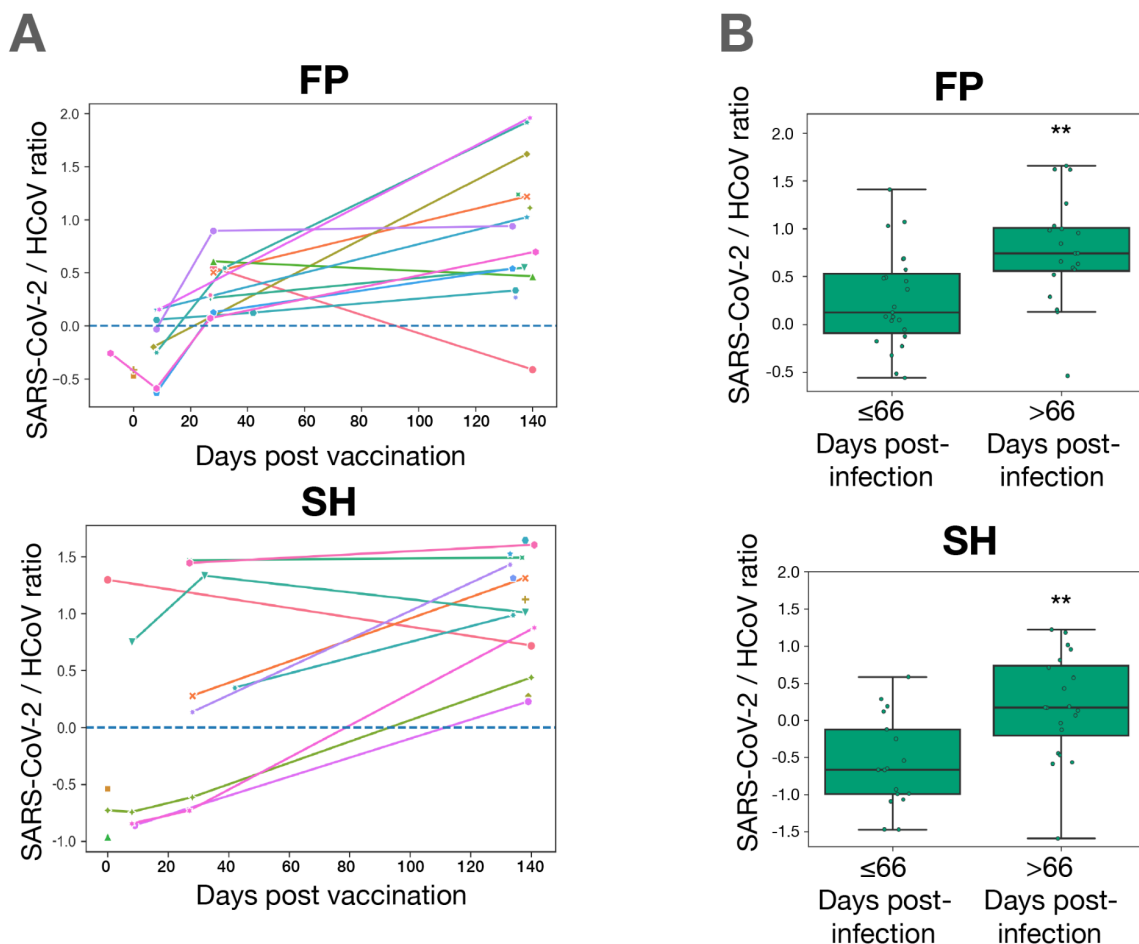 A
FP
SARS-CoV-2 / HCoV ratio
2.0
1.5
1.0
0.5
0.0
−0.5
0 20 40 60 80 100 120 140
Days post vaccination
SH
SARS-CoV-2 / HCoV ratio
1.5
1.0
0.5
0.0
-0.5
-1.0
0 20 40 60 80 100 120 140
Days post vaccination
B
FP
SARS-CoV-2 / HCoV ratio
2.0
1.5
1.0
0.5
0.0
-0.5
**
≤66 >66
Days post- Days post-
infection infection
SH
SARS-CoV-2 / HCoV ratio
2.0
1.5
1.0
0.5
0.0
-0.5
-1.0
-1.5
**
≤66 >66
Days post- Days post-
infection infection